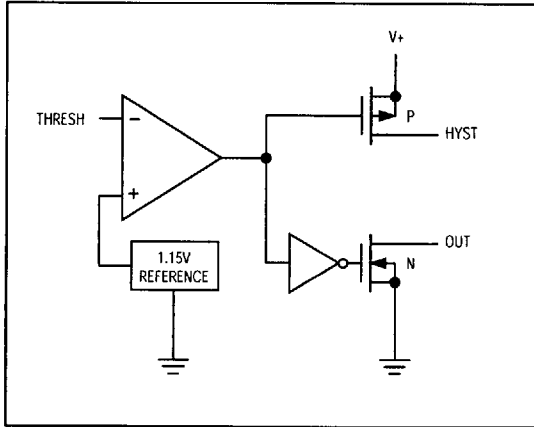 V+
THRESH
−
P
HYST
+
OUT
1.15V
REFERENCE
N